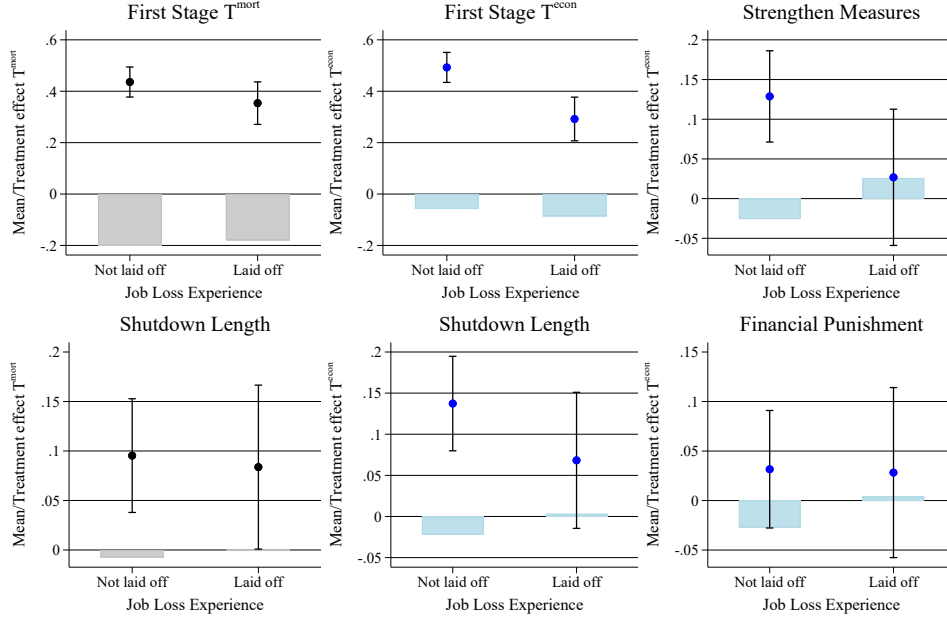 First Stage T^mort
Mean/Treatment effect T^mort
.6
.4
.2
0
-.2
Not laid off
Laid off
Job Loss Experience
First Stage T^econ
Mean/Treatment effect T^econ
.6
.4
.2
0
-.2
Not laid off
Laid off
Job Loss Experience
Strengthen Measures
Mean/Treatment effect T^econ
.2
.15
.1
.05
0
-.05
Not laid off
Laid off
Job Loss Experience
Shutdown Length
Mean/Treatment effect T^mort
.2
.15
.1
.05
0
Not laid off
Laid off
Job Loss Experience
Shutdown Length
Mean/Treatment effect T^econ
.2
.15
.1
.05
0
-.05
Not laid off
Laid off
Job Loss Experience
Financial Punishment
Mean/Treatment effect T^econ
.15
.1
.05
0
-.05
Not laid off
Laid off
Job Loss Experience